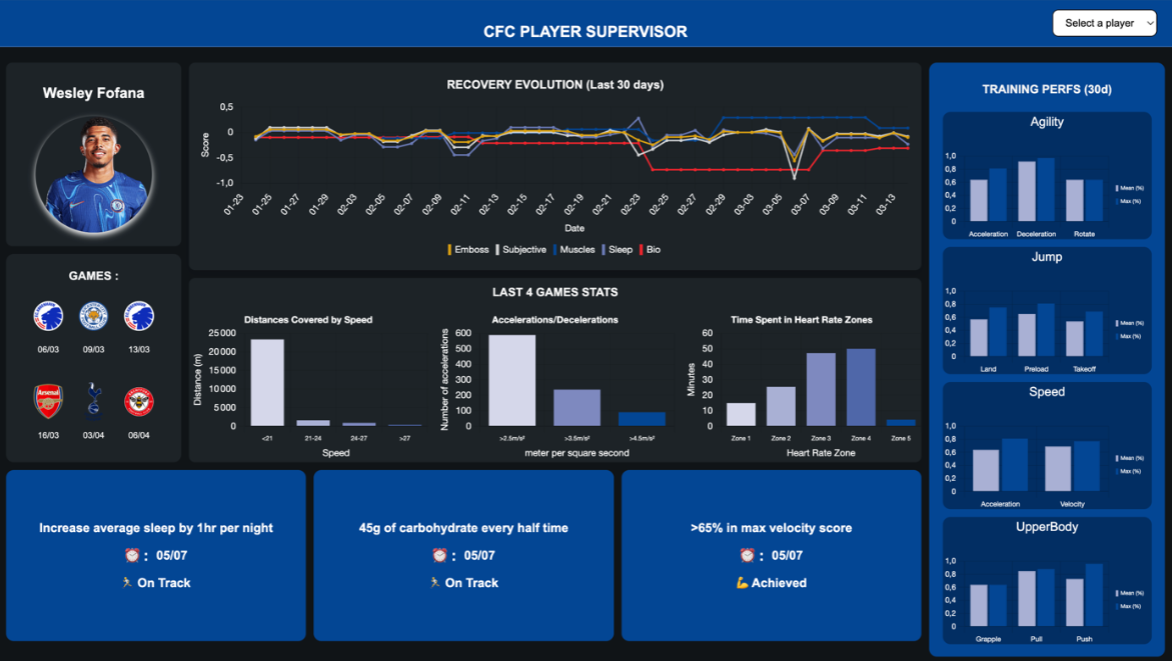 CFC PLAYER SUPERVISOR
Select a player
Wesley Fofana
GAMES :
06/03 09/03 13/03
Arsenal
16/03 03/04 06/04
RECOVERY EVOLUTION (Last 30 days)
Score
0,5
0
-0,5
-1,0
01-23 01-25 01-27 01-29 02-03 02-05 02-07 02-09 02-11 02-13 02-15 02-17 02-19 02-21 02-23 02-25 02-27 02-29 03-03 03-05 03-07 03-09 03-11 03-13
Date
Emboss Subjective Muscles Sleep Bio
LAST 4 GAMES STATS
Distances Covered by Speed
Distance (m)
25000
20000
15000
10000
5000
0
<21 21-24 24-27 >27
Speed
Accelerations/Decelerations
Number of accelerations
600
500
400
300
200
100
0
>2.5m/s² >3.5m/s² >4.5m/s²
meter per square second
Time Spent in Heart Rate Zones
Minutes
60
50
40
30
20
10
0
Zone 1 Zone 2 Zone 3 Zone 4 Zone 5
Heart Rate Zone
Increase average sleep by 1hr per night
⏰ : 05/07
🏃 On Track
45g of carbohydrate every half time
⏰ : 05/07
🏃 On Track
>65% in max velocity score
⏰ : 05/07
💪 Achieved
TRAINING PERFS (30d)
Agility
1,0
0,8
0,6
0,4
0,2
0
Acceleration Deceleration Rotate
Mean (%)
Max (%)
Jump
1,0
0,8
0,6
0,4
0,2
0
Land Preload Takeoff
Mean (%)
Max (%)
Speed
1,0
0,8
0,6
0,4
0,2
0
Acceleration Velocity
Mean (%)
Max (%)
UpperBody
1,0
0,8
0,6
0,4
0,2
0
Grapple Pull Push
Mean (%)
Max (%)